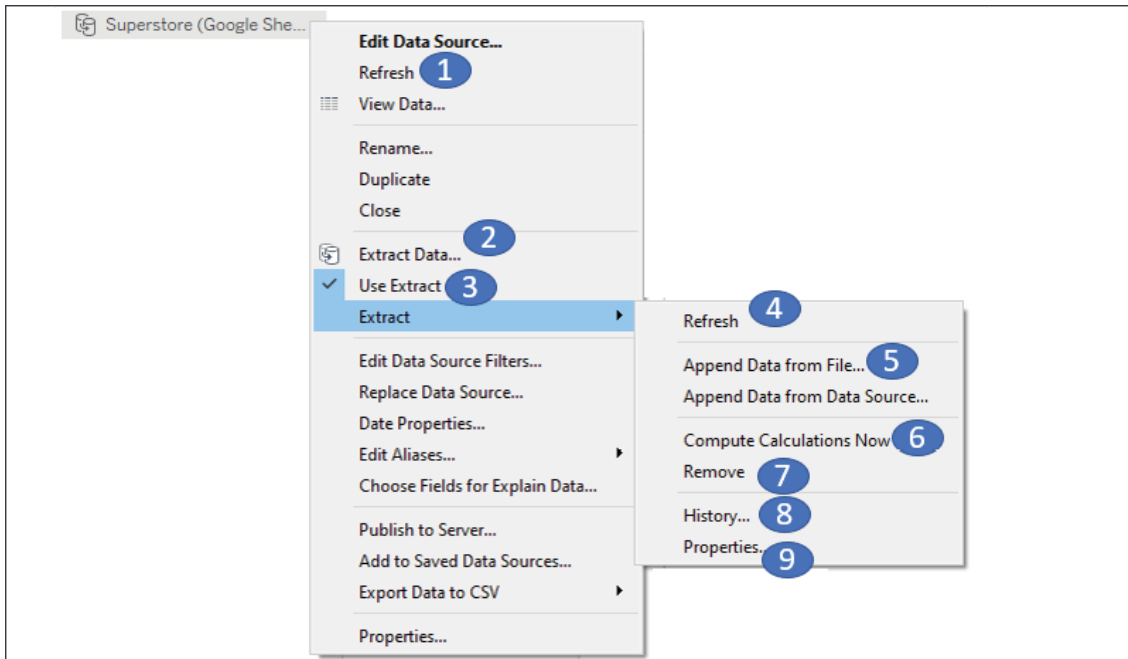 Superstore (Google She...
Edit Data Source...
Refresh 1
View Data...
Rename...
Duplicate
Close
Extract Data... 2
Use Extract 3
Extract
Refresh 4
Append Data from File... 5
Append Data from Data Source...
Compute Calculations Now 6
Remove 7
History... 8
Properties... 9
Edit Data Source Filters...
Replace Data Source...
Date Properties...
Edit Aliases...
Choose Fields for Explain Data...
Publish to Server...
Add to Saved Data Sources...
Export Data to CSV
Properties...